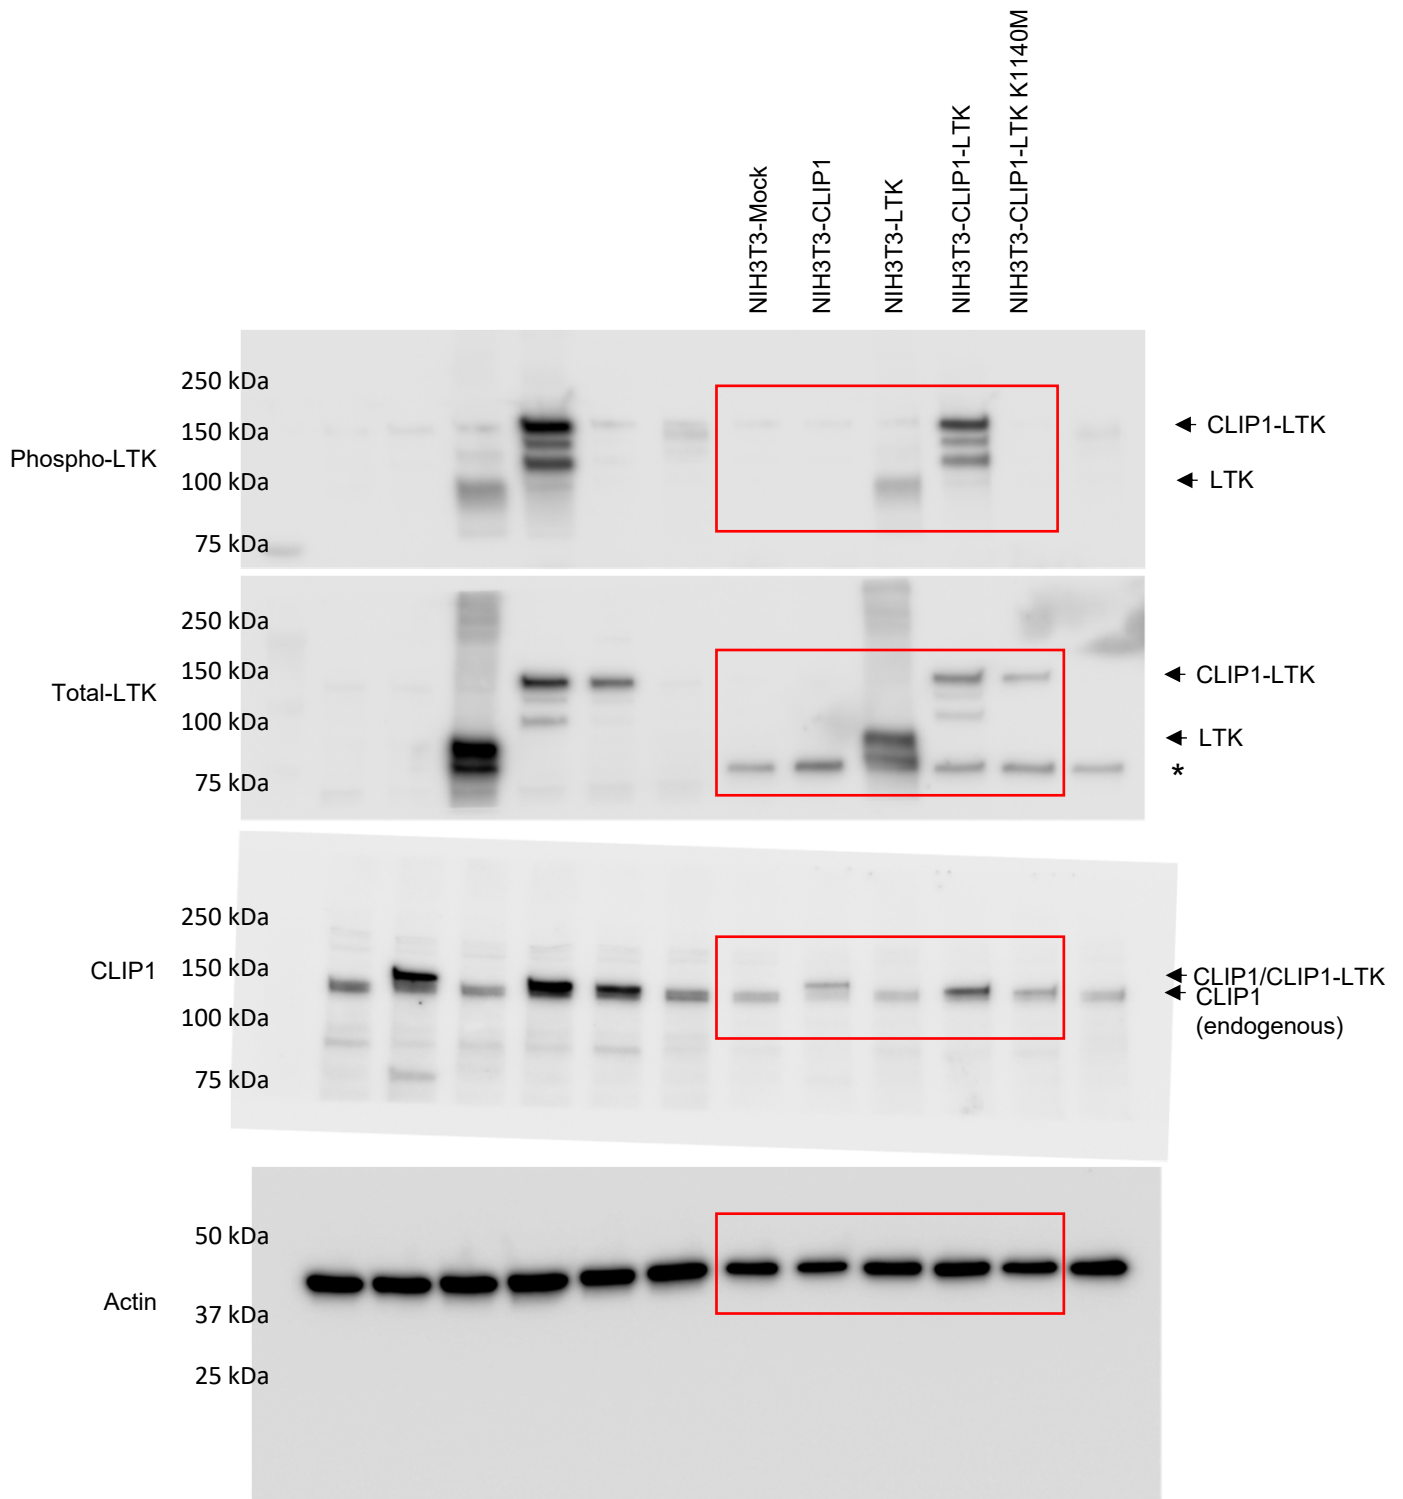 NIH3T3-Mock
NIH3T3-CLIP1
NIH3T3-LTK
NIH3T3-CLIP1-LTK
NIH3T3-CLIP1-LTK K1140M
Phospho-LTK
250 kDa
150 kDa
100 kDa
75 kDa
CLIP1-LTK
LTK
Total-LTK
250 kDa
150 kDa
100 kDa
75 kDa
CLIP1-LTK
LTK
*
CLIP1
250 kDa
150 kDa
100 kDa
75 kDa
CLIP1/CLIP1-LTK
CLIP1
(endogenous)
Actin
50 kDa
37 kDa
25 kDa